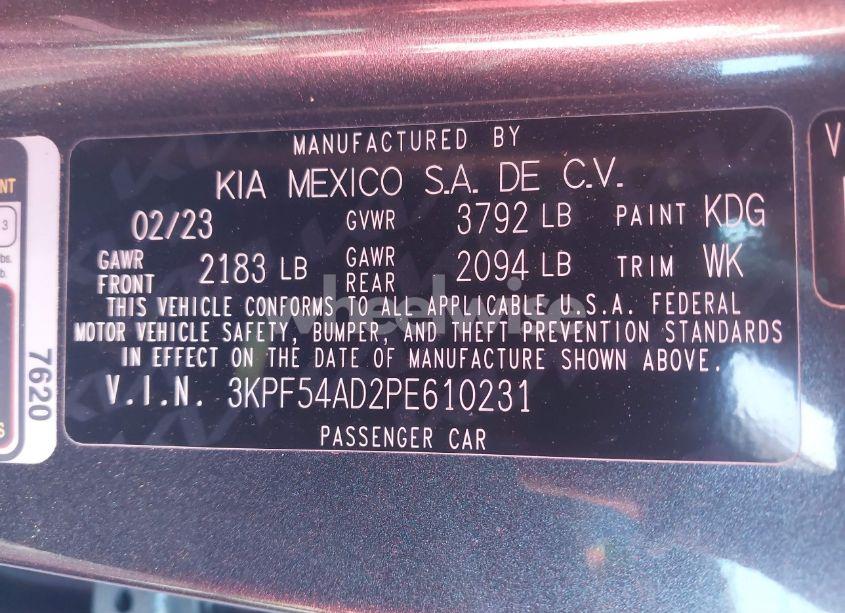 MANUFACTURED BY
KIA MEXICO S.A. DE C.V.
02/23 GVWR 3792 LB PAINT KDG
GAWR FRONT 2183 LB GAWR REAR 2094 LB TRIM WK
THIS VEHICLE CONFORMS TO ALL APPLICABLE U.S.A. FEDERAL
MOTOR VEHICLE SAFETY, BUMPER, AND THEFT PREVENTION STANDARDS
IN EFFECT ON THE DATE OF MANUFACTURE SHOWN ABOVE.
V.I.N. 3KPF54AD2PE610231
PASSENGER CAR
7620
wheelwise